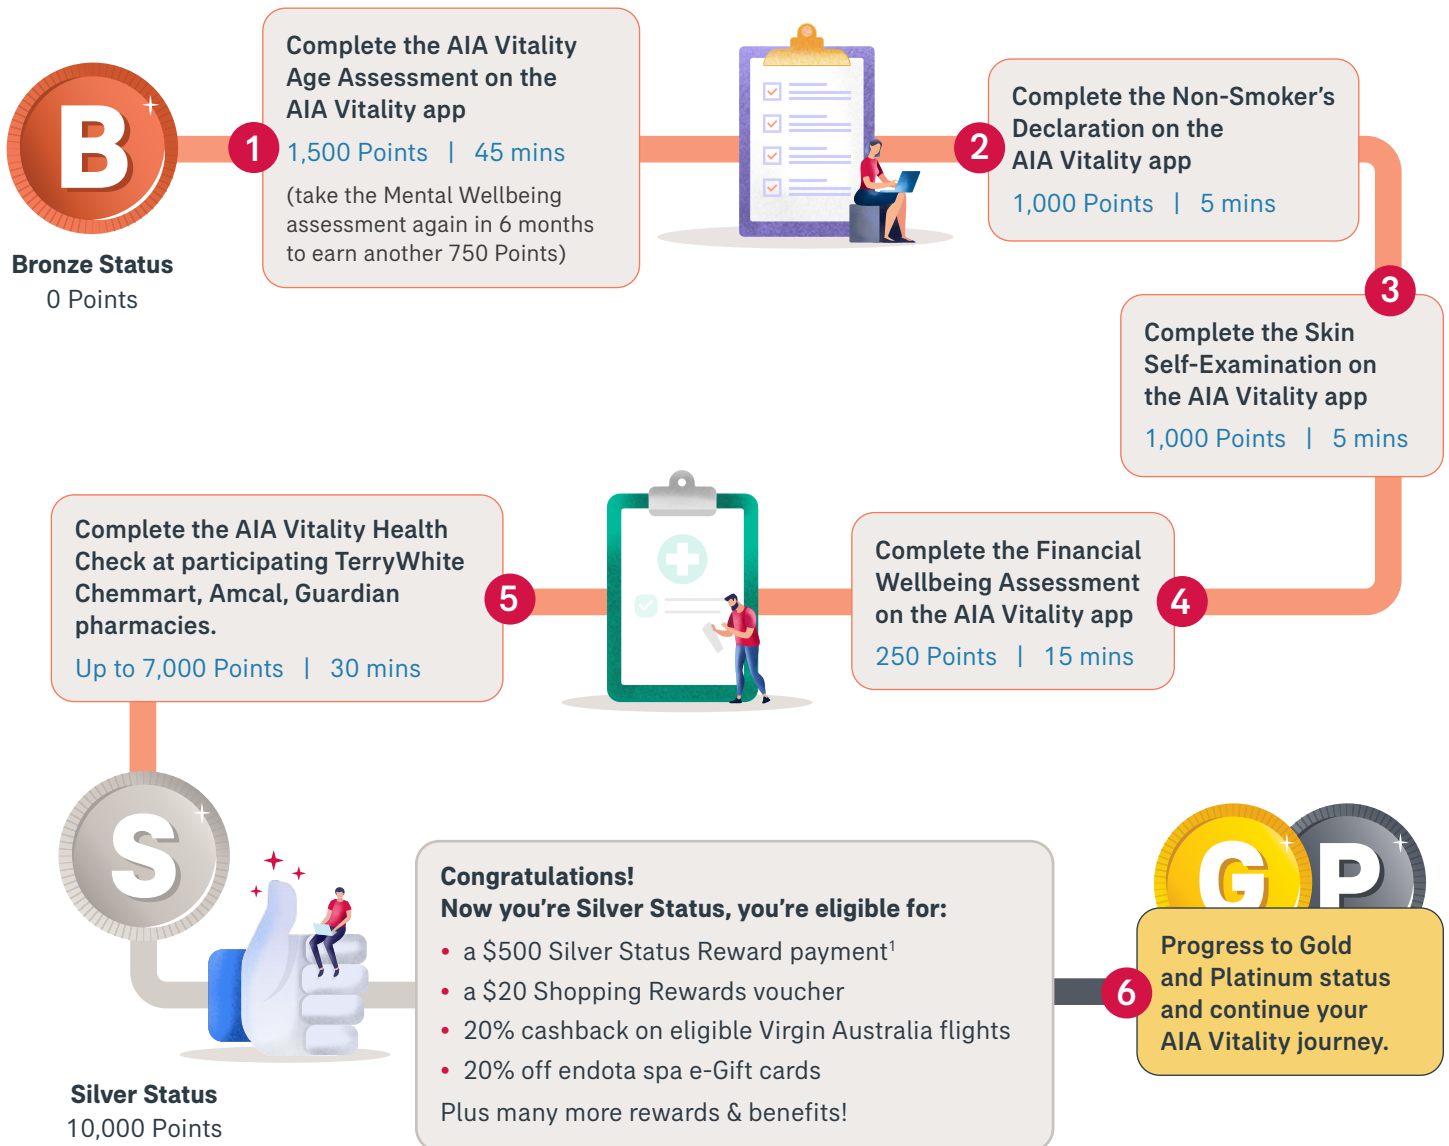 B
Bronze Status
0 Points
1
Complete the AIA Vitality
Age Assessment on the
AIA Vitality app
1,500 Points | 45 mins
(take the Mental Wellbeing
assessment again in 6 months
to earn another 750 Points)
2
Complete the Non-Smoker’s
Declaration on the
AIA Vitality app
1,000 Points | 5 mins
3
Complete the Skin
Self-Examination on
the AIA Vitality app
1,000 Points | 5 mins
4
Complete the Financial
Wellbeing Assessment
on the AIA Vitality app
250 Points | 15 mins
5
Complete the AIA Vitality Health
Check at participating TerryWhite
Chemmart, Amcal, Guardian
pharmacies.
Up to 7,000 Points | 30 mins
S
Silver Status
10,000 Points
Congratulations!
Now you’re Silver Status, you’re eligible for:
• a $500 Silver Status Reward payment¹
• a $20 Shopping Rewards voucher
• 20% cashback on eligible Virgin Australia flights
• 20% off endota spa e-Gift cards
Plus many more rewards & benefits!
G P
6
Progress to Gold
and Platinum status
and continue your
AIA Vitality journey.